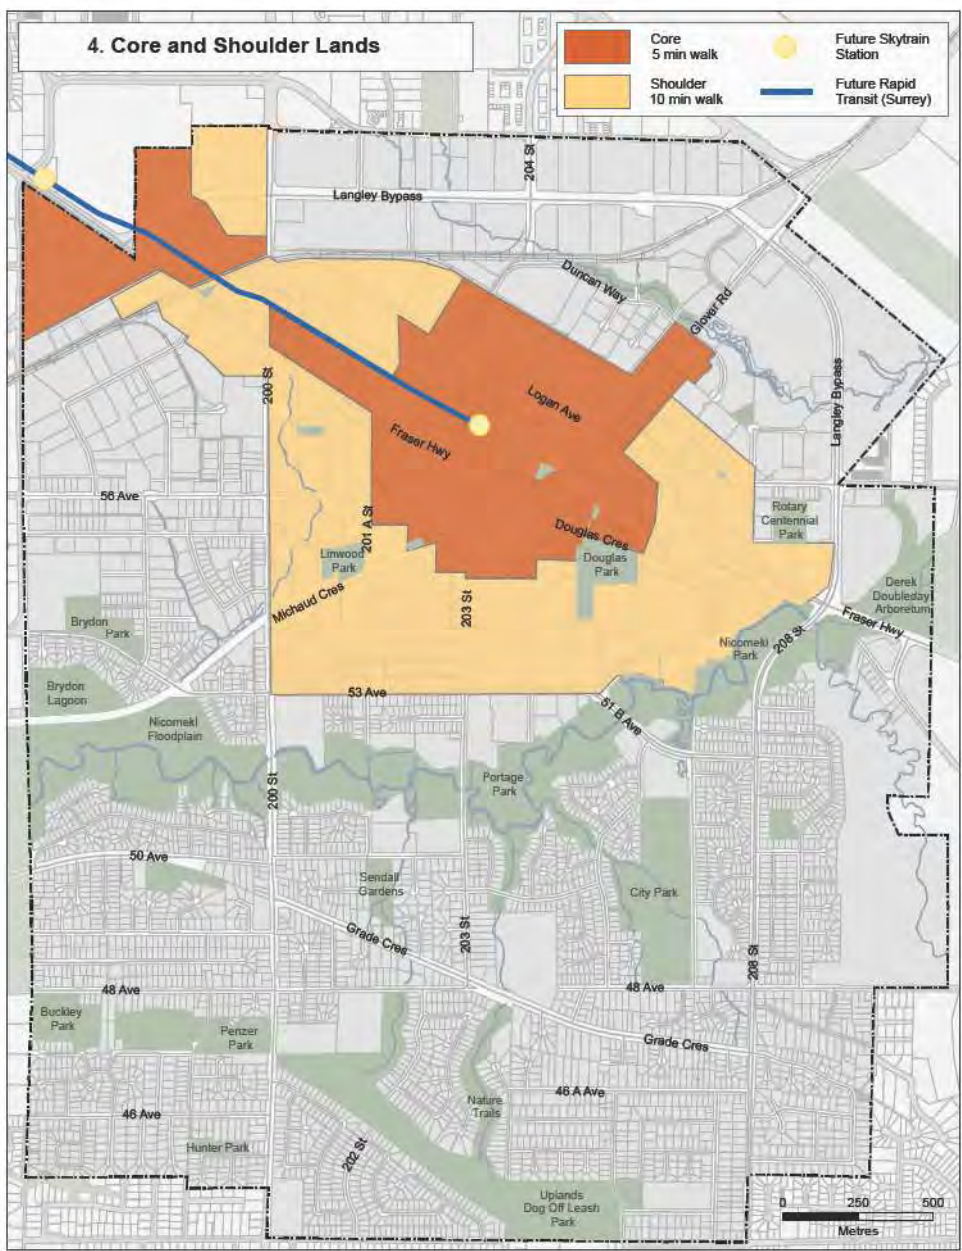 4. Core and Shoulder Lands
Core
5 min walk
Future Skytrain
Station
Shoulder
10 min walk
Future Rapid
Transit (Surrey)
204 St
Langley Bypass
Duncan Way
Glover Rd
Langley Bypass
200 St
Logan Ave
Fraser Hwy
56 Ave
201 A St
Rotary
Centennial
Park
Douglas Cres
Linwood
Park
Douglas
Park
Derek
Doubleday
Arboretum
Michaud Cres
203 St
Fraser Hwy
Brydon
Park
208 St
Nicomekl
Park
Brydon
Lagoon
53 Ave
51 B Ave
Nicomekl
Floodplain
200 St
Portage
Park
50 Ave
Sendall
Gardens
City Park
Grade Cres
203 St
208 St
48 Ave
48 Ave
Buckley
Park
Penzer
Park
Grade Cres
46 A Ave
Nature
Trails
46 Ave
Hunter Park
202 St
Uplands
Dog Off Leash
Park
0 250 500
Metres